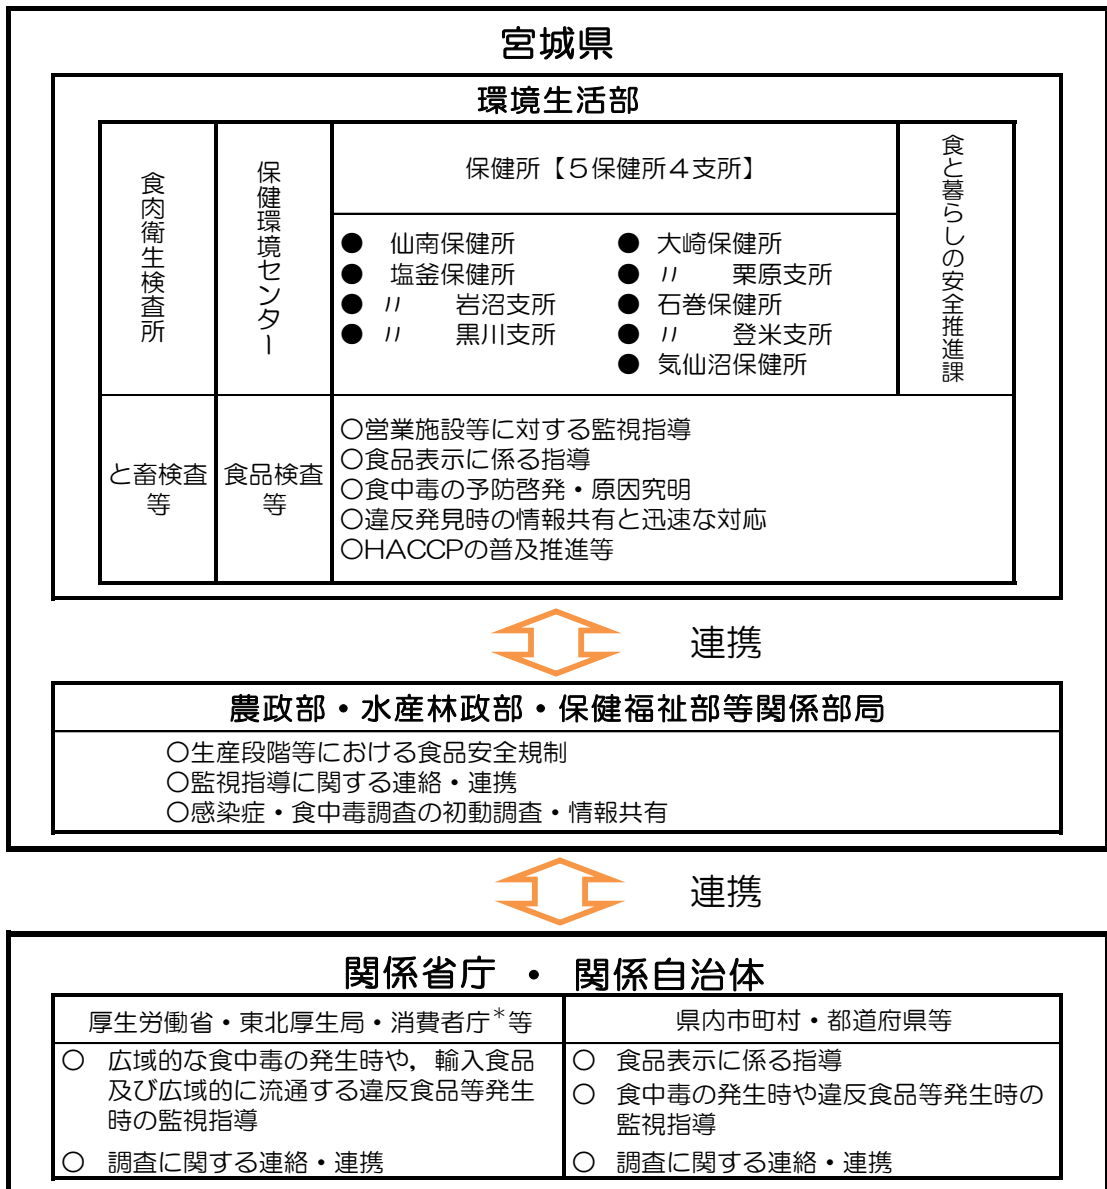 宮城県
環境生活部
食肉衛生検査所
保健環境センター
保健所【5保健所4支所】
食と暮らしの安全推進課
● 仙南保健所
● 塩釜保健所
● 〃 岩沼支所
● 〃 黒川支所
● 大崎保健所
● 〃 栗原支所
● 石巻保健所
● 〃 登米支所
● 気仙沼保健所
と畜検査
等
食品検査
等
○営業施設等に対する監視指導
○食品表示に係る指導
○食中毒の予防啓発・原因究明
○違反発見時の情報共有と迅速な対応
○HACCPの普及推進等
連携
農政部・水産林政部・保健福祉部等関係部局
○生産段階等における食品安全規制
○監視指導に関する連絡・連携
○感染症・食中毒調査の初動調査・情報共有
連携
関係省庁 ・ 関係自治体
厚生労働省・東北厚生局・消費者庁*等
○ 広域的な食中毒の発生時や，輸入食品
及び広域的に流通する違反食品等発生
時の監視指導
○ 調査に関する連絡・連携
県内市町村・都道府県等
○ 食品表示に係る指導
○ 食中毒の発生時や違反食品等発生時の
監視指導
○ 調査に関する連絡・連携